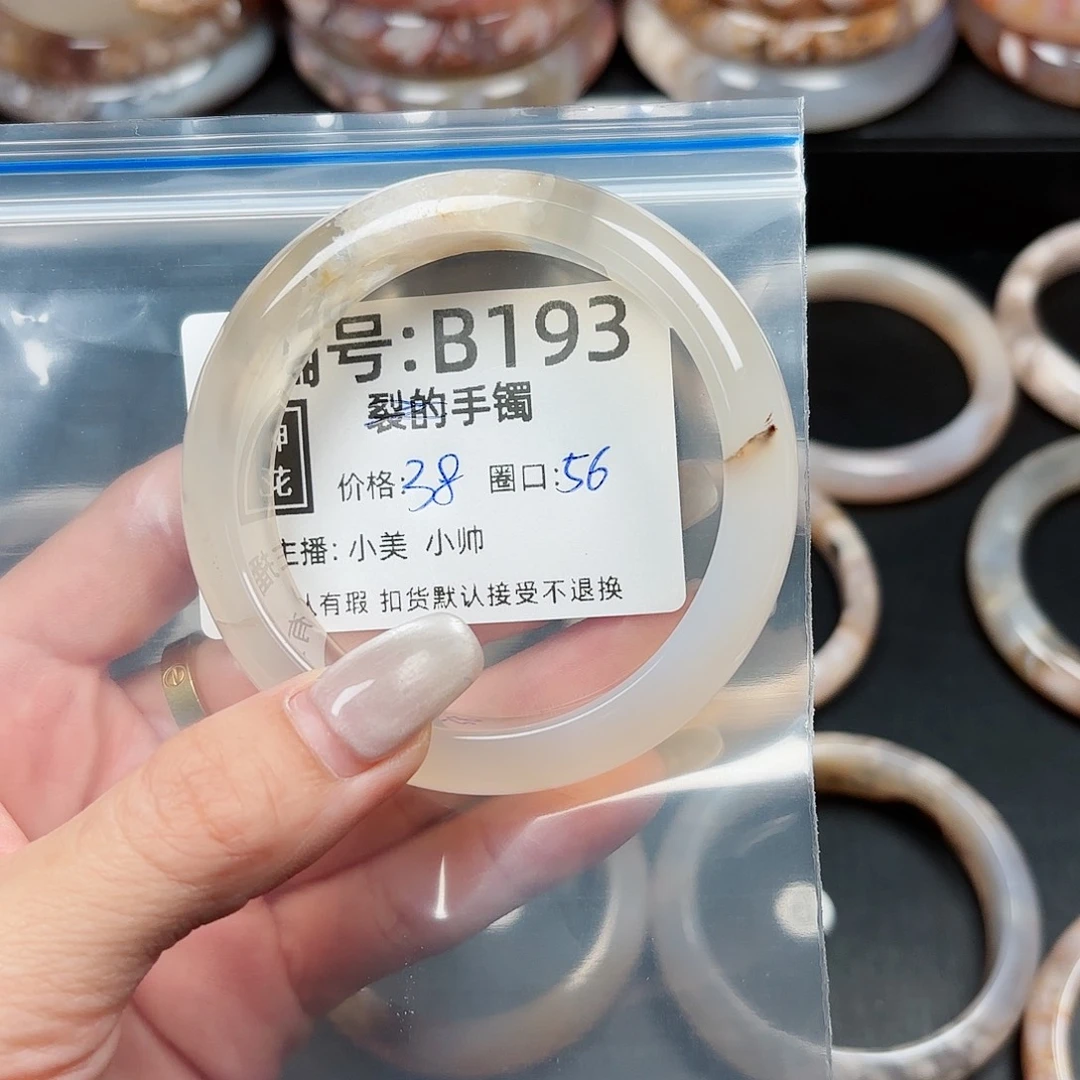 号:B193
裂的手镯
花
价格:38 圈口:56
主播: 小美 小帅
有瑕 扣货默认接受不退换